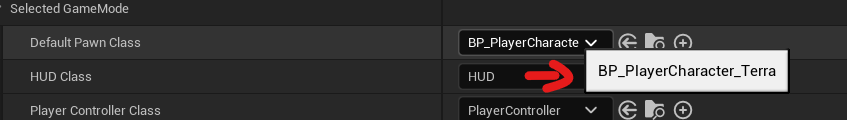 Selected GameMode
Default Pawn Class BP_PlayerCharacte
HUD Class HUD BP_PlayerCharacter_Terra
Player Controller Class PlayerController